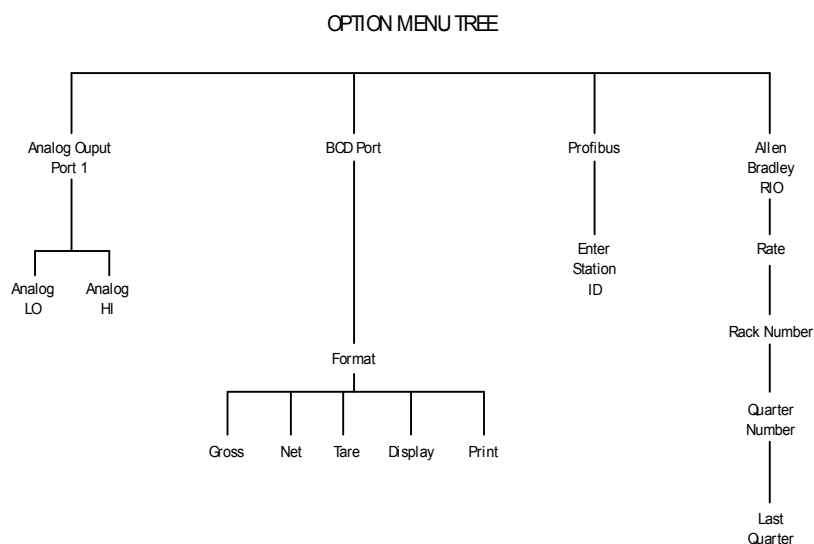 OPTION MENU TREE
Analog Ouput
Port 1
BCD Port
Profibus
Allen
Bradley
RIO
Enter
Station
ID
Rate
Analog
LO
Analog
HI
Rack Number
Format
Quarter
Number
Gross
Net
Tare
Display
Print
Last
Quarter